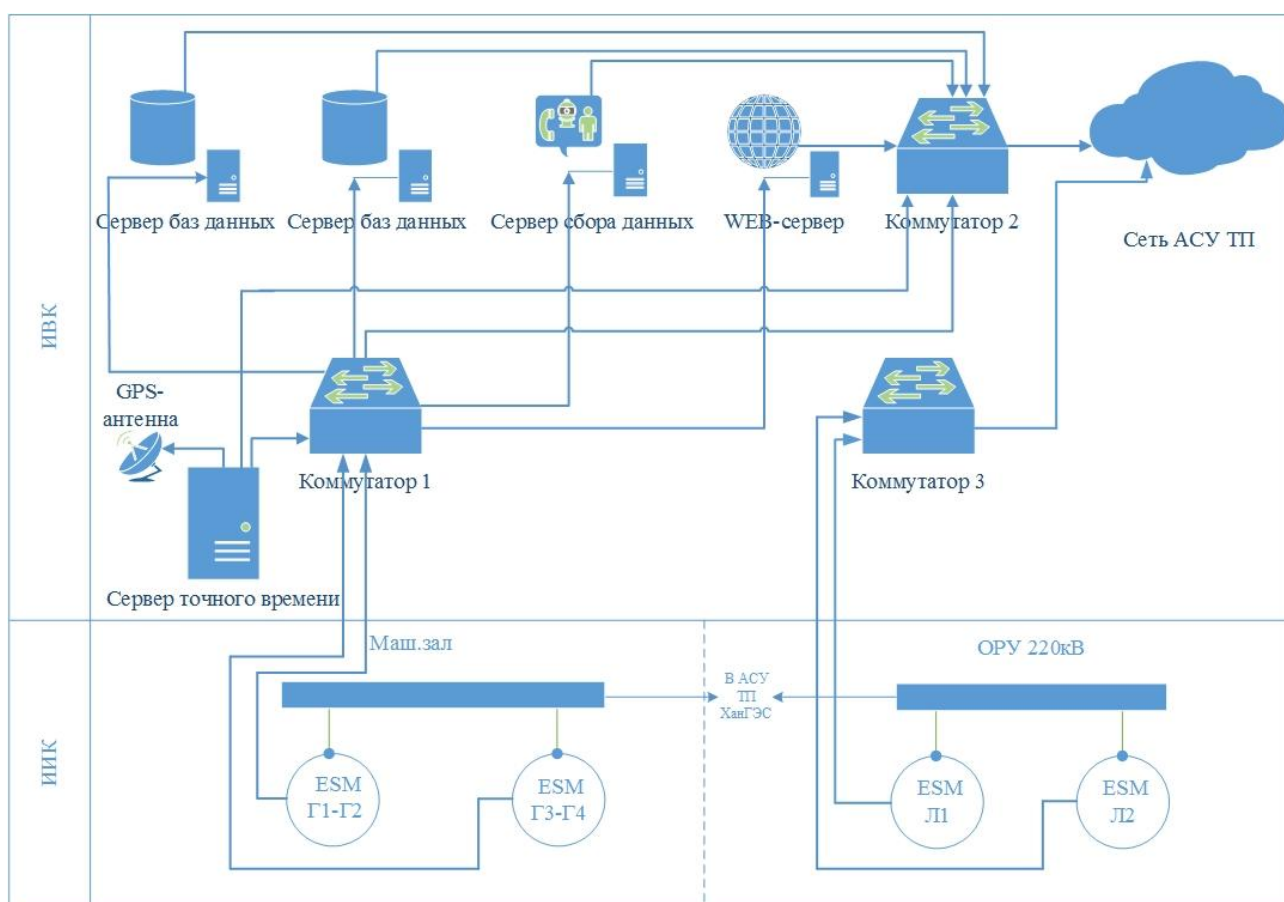 ИВК
Сервер баз данных
Сервер баз данных
Сервер сбора данных
WEB-сервер
Коммутатор 2
Сеть АСУ ТП
GPS-
антенна
Коммутатор 1
Коммутатор 3
Сервер точного времени
ИИК
Маш.зал
ОРУ 220кВ
В АСУ
ТП
ХанГЭС
ESM
Г1-Г2
ESM
Г3-Г4
ESM
Л1
ESM
Л2